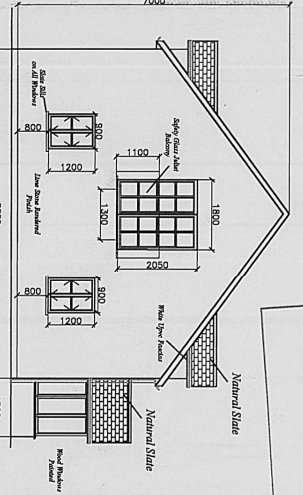 7000
Slate Sills
on All Windows
Safety Glass Juliet
Balcony
800
900
1200
1100
1300
1800
2050
Lime Stone Rendered
Finish
800
900
1200
White Upvc Fascias
Natural Slate
Natural Slate
Wood Windows
Painted